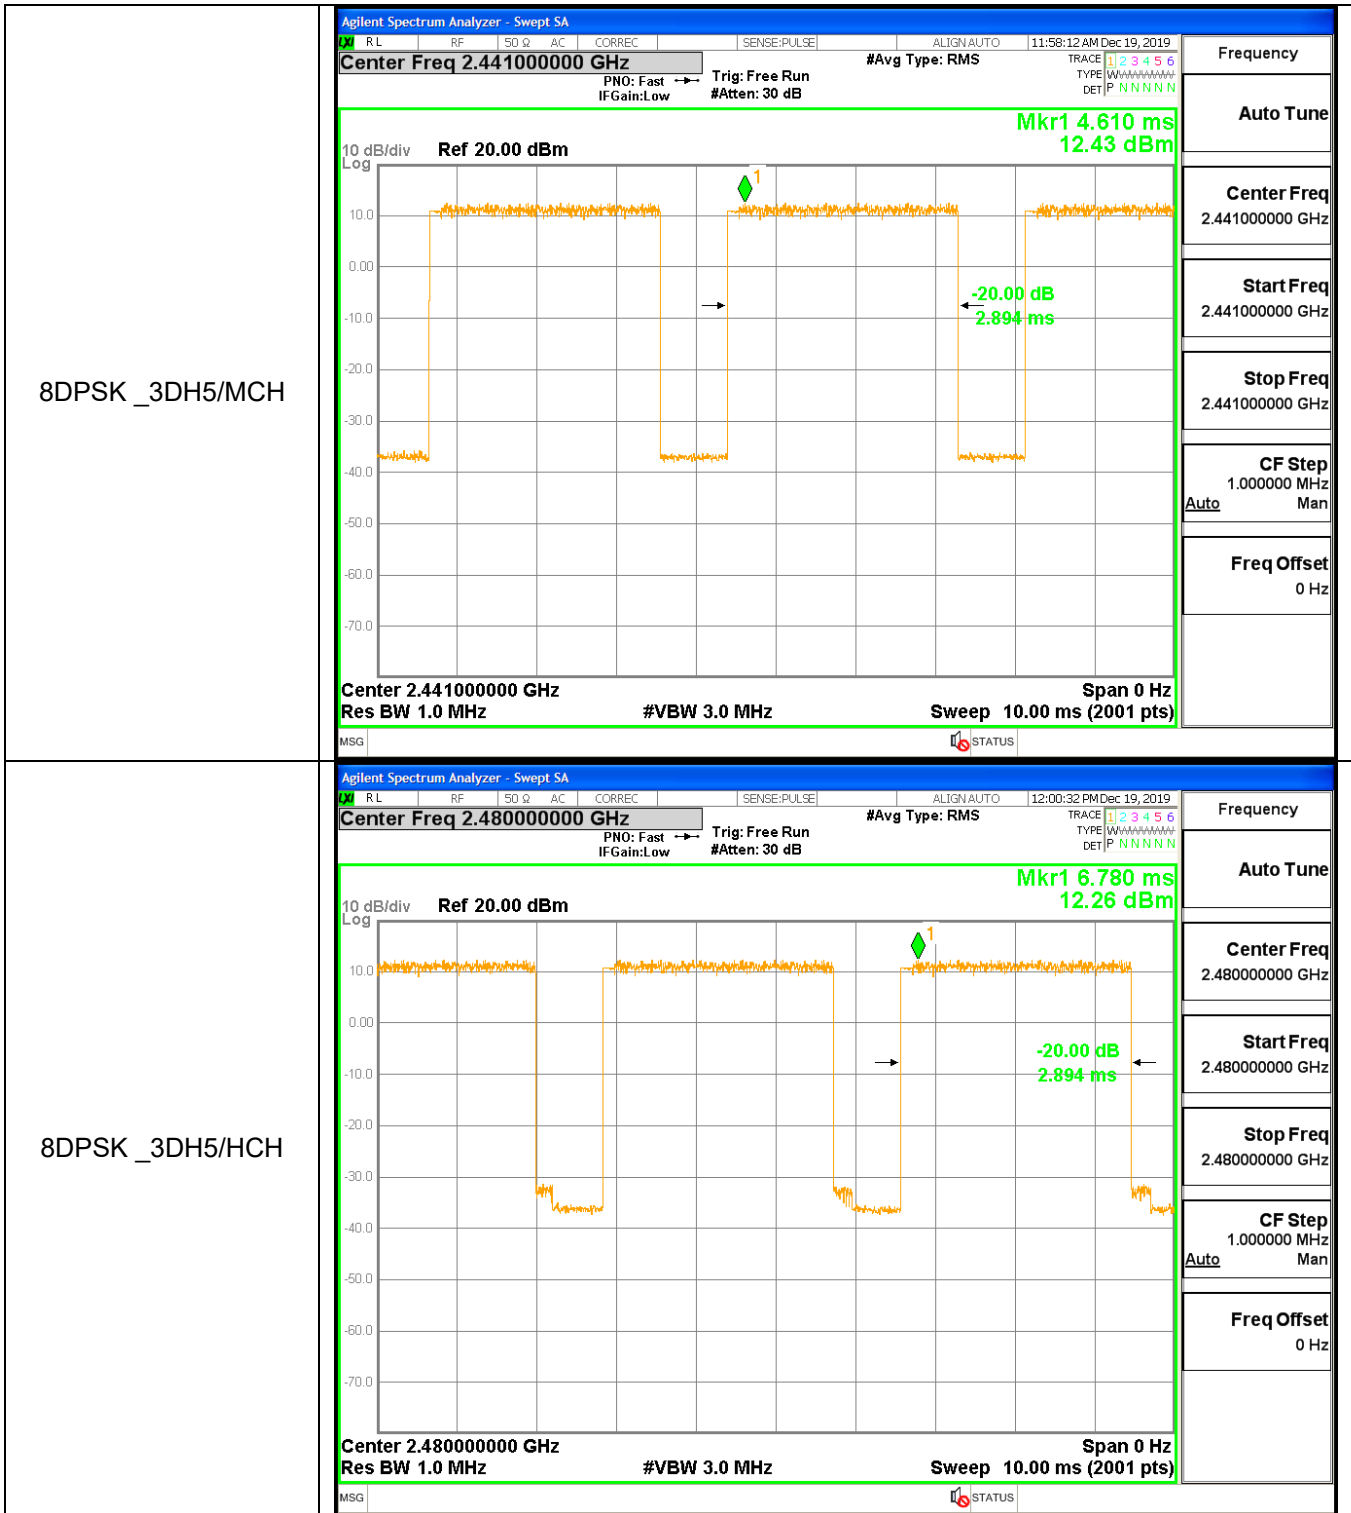 8DPSK _3DH5/MCH
Agilent Spectrum Analyzer - Swept SA
LXI RL RF 50 Ω AC CORREC SENSE:PULSE ALIGNAUTO 11:58:12 AM Dec 19, 2019
Center Freq 2.441000000 GHz
#Avg Type: RMS
TRACE 1 2 3 4 5 6
PNO: Fast Trig: Free Run
TYPE WWWWWW
IFGain:Low #Atten: 30 dB
DET P N N N N N
Mkr1 4.610 ms
12.43 dBm
10 dB/div Ref 20.00 dBm
Log
1
10.0
0.00
-20.00 dB
-10.0
2.894 ms
-20.0
-30.0
-40.0
-50.0
-60.0
-70.0
Center 2.441000000 GHz Span 0 Hz
Res BW 1.0 MHz #VBW 3.0 MHz Sweep 10.00 ms (2001 pts)
MSG STATUS
Frequency
Auto Tune
Center Freq
2.441000000 GHz
Start Freq
2.441000000 GHz
Stop Freq
2.441000000 GHz
CF Step
1.000000 MHz
Auto Man
Freq Offset
0 Hz
8DPSK _3DH5/HCH
Agilent Spectrum Analyzer - Swept SA
LXI RL RF 50 Ω AC CORREC SENSE:PULSE ALIGNAUTO 12:00:32 PM Dec 19, 2019
Center Freq 2.480000000 GHz
#Avg Type: RMS
TRACE 1 2 3 4 5 6
PNO: Fast Trig: Free Run
TYPE WWWWWW
IFGain:Low #Atten: 30 dB
DET P N N N N N
Mkr1 6.780 ms
12.26 dBm
10 dB/div Ref 20.00 dBm
Log
1
10.0
0.00
-20.00 dB
-10.0
2.894 ms
-20.0
-30.0
-40.0
-50.0
-60.0
-70.0
Center 2.480000000 GHz Span 0 Hz
Res BW 1.0 MHz #VBW 3.0 MHz Sweep 10.00 ms (2001 pts)
MSG STATUS
Frequency
Auto Tune
Center Freq
2.480000000 GHz
Start Freq
2.480000000 GHz
Stop Freq
2.480000000 GHz
CF Step
1.000000 MHz
Auto Man
Freq Offset
0 Hz